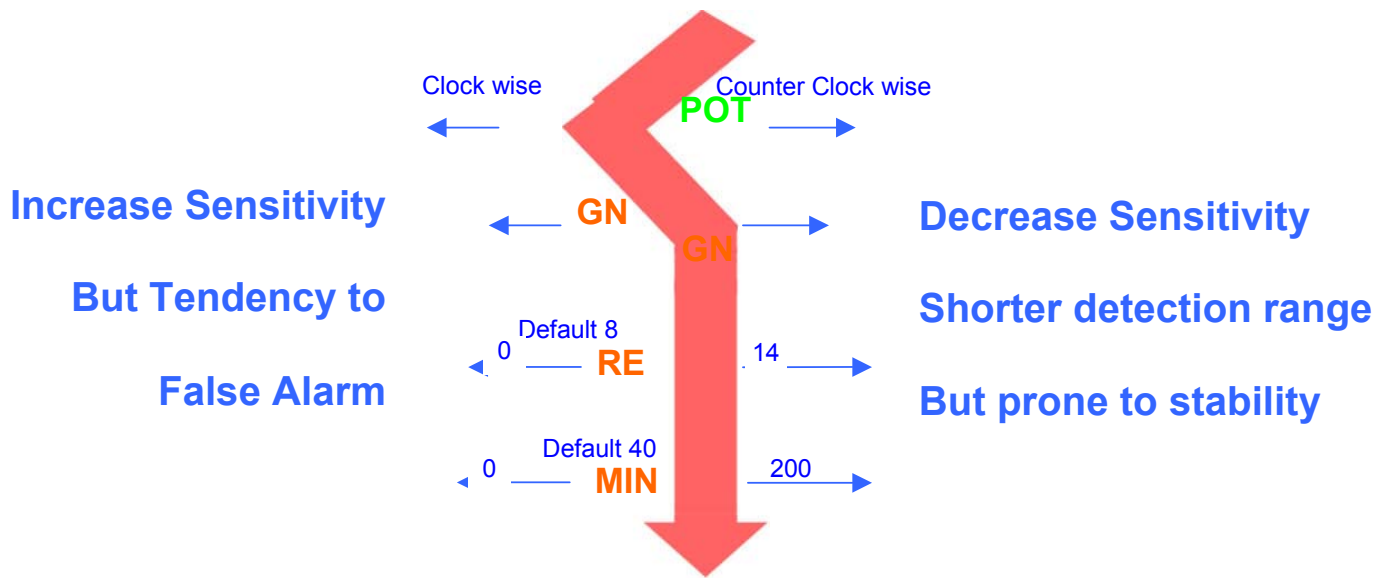 Clock wise
Counter Clock wise
POT
Increase Sensitivity
GN
Decrease Sensitivity
GN
But Tendency to
Shorter detection range
Default 8
0
RE
14
False Alarm
But prone to stability
Default 40
0
MIN
200